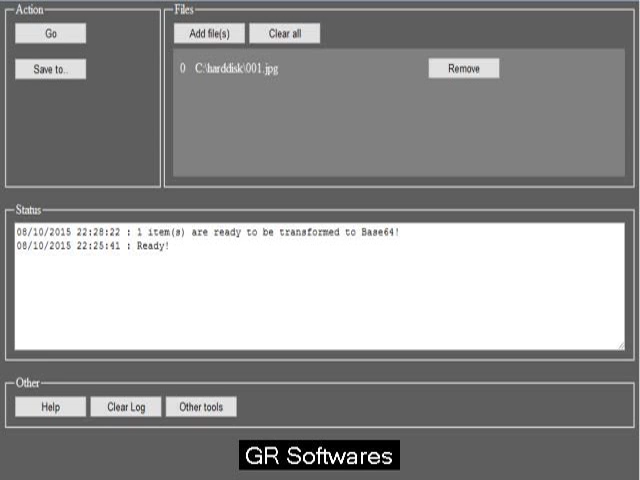 Action
Go
Save to..
Files
Add file(s) Clear all
0 C:\harddisk\001.jpg Remove
Status
08/10/2015 22:28:22 : 1 item(s) are ready to be transformed to Base64!
08/10/2015 22:25:41 : Ready!
Other
Help Clear Log Other tools
GR Softwares